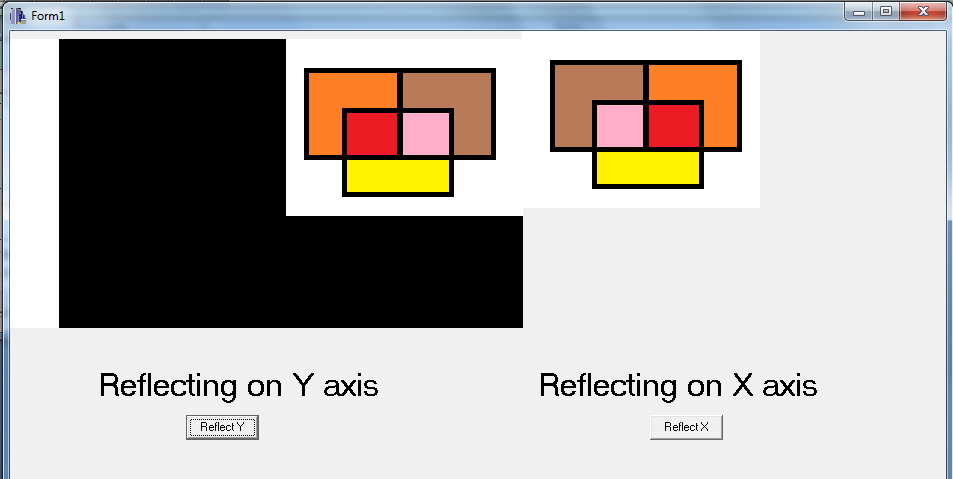 Form1
Reflecting on Y axis
Reflecting on X axis
Reflect Y
Reflect X